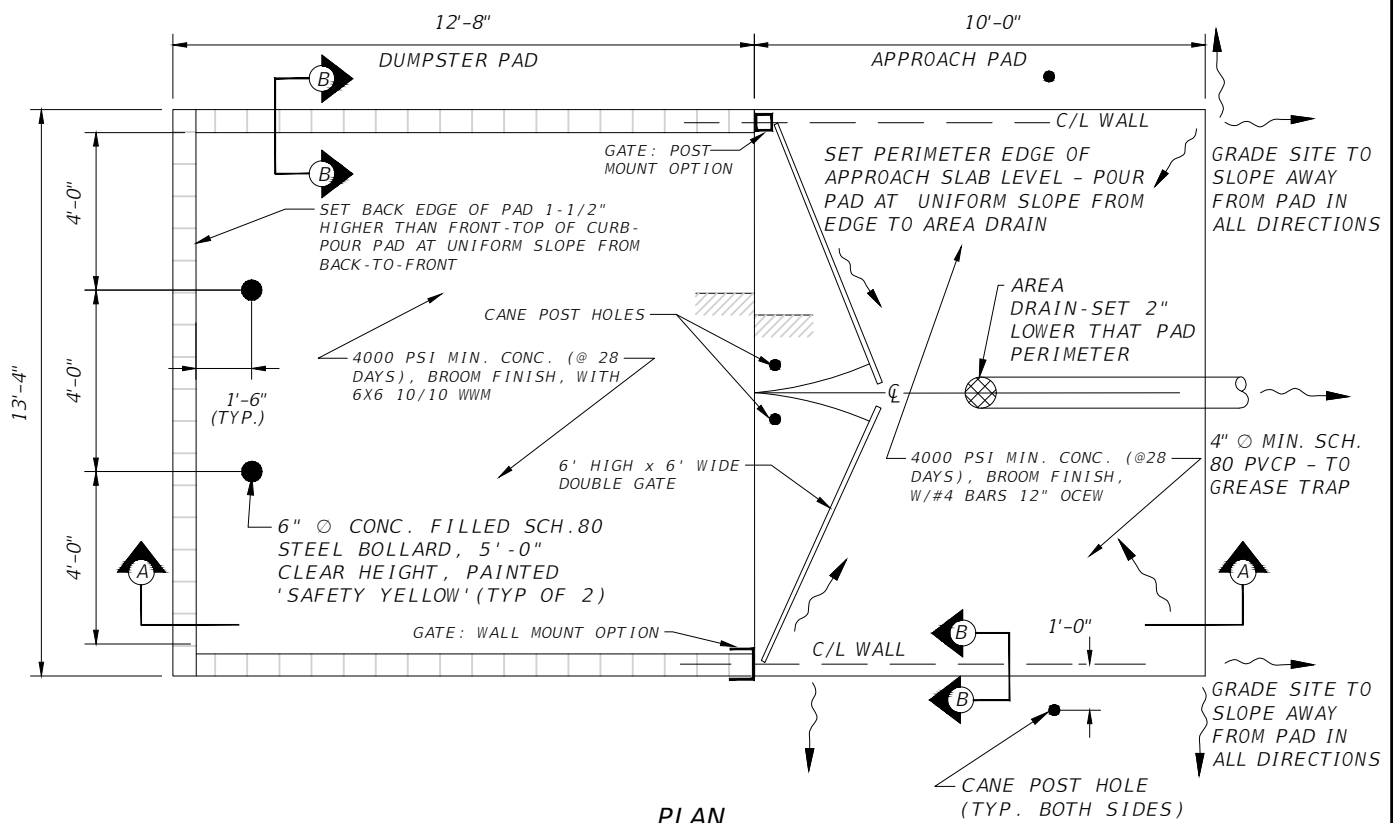 12'-8"
10'-0"
DUMPSTER PAD
APPROACH PAD
B
B
C/L WALL
GATE: POST
MOUNT OPTION
SET PERIMETER EDGE OF
APPROACH SLAB LEVEL - POUR
PAD AT UNIFORM SLOPE FROM
EDGE TO AREA DRAIN
GRADE SITE TO
SLOPE AWAY
FROM PAD IN
ALL DIRECTIONS
4'-0"
SET BACK EDGE OF PAD 1-1/2"
HIGHER THAN FRONT-TOP OF CURB-
POUR PAD AT UNIFORM SLOPE FROM
BACK-TO-FRONT
AREA
DRAIN-SET 2"
LOWER THAT PAD
PERIMETER
CANE POST HOLES
13'-4"
4'-0"
1'-6"
(TYP.)
4000 PSI MIN. CONC. (@ 28
DAYS), BROOM FINISH, WITH
6X6 10/10 WWM
CL
6' HIGH x 6' WIDE
DOUBLE GATE
4000 PSI MIN. CONC. (@28
DAYS), BROOM FINISH,
W/#4 BARS 12" OCEW
4" ∅ MIN. SCH.
80 PVCP - TO
GREASE TRAP
4'-0"
6" ∅ CONC. FILLED SCH.80
STEEL BOLLARD, 5'-0"
CLEAR HEIGHT, PAINTED
'SAFETY YELLOW'(TYP OF 2)
A
A
GATE: WALL MOUNT OPTION
C/L WALL
B
B
1'-0"
GRADE SITE TO
SLOPE AWAY
FROM PAD IN
ALL DIRECTIONS
CANE POST HOLE
(TYP. BOTH SIDES)
PLAN